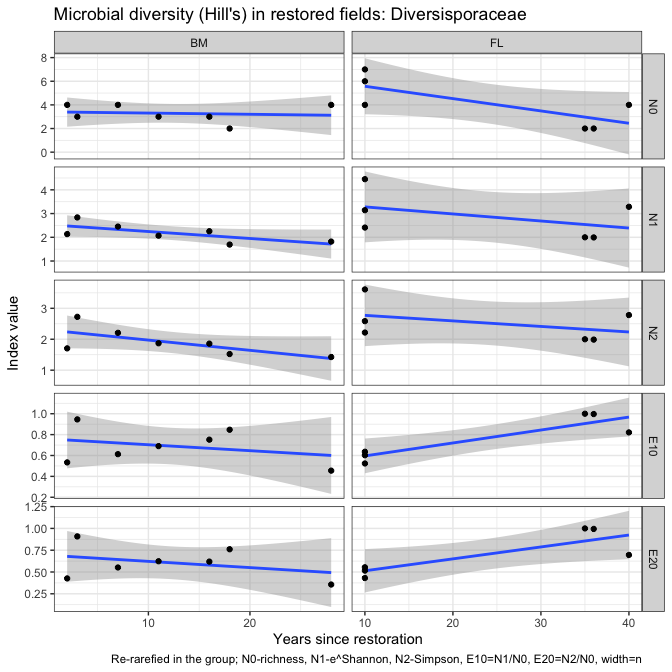 Microbial diversity (Hill's) in restored fields: Diversisporaceae
BM
FL
8
6
4
2
0
N0
4
3
2
1
N1
3
2
1
N2
1.0
0.8
0.6
0.4
0.2
E10
1.25
1.00
0.75
0.50
0.25
E20
Index value
10
20
10
20
30
40
Years since restoration
Re-rarefied in the group; N0-richness, N1-e^Shannon, N2-Simpson, E10=N1/N0, E20=N2/N0, width=n